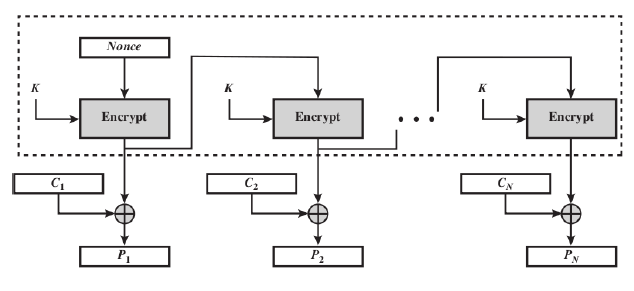 Nonce
K
K
K
Encrypt
Encrypt
• • •
Encrypt
C1
C2
CN
P1
P2
PN